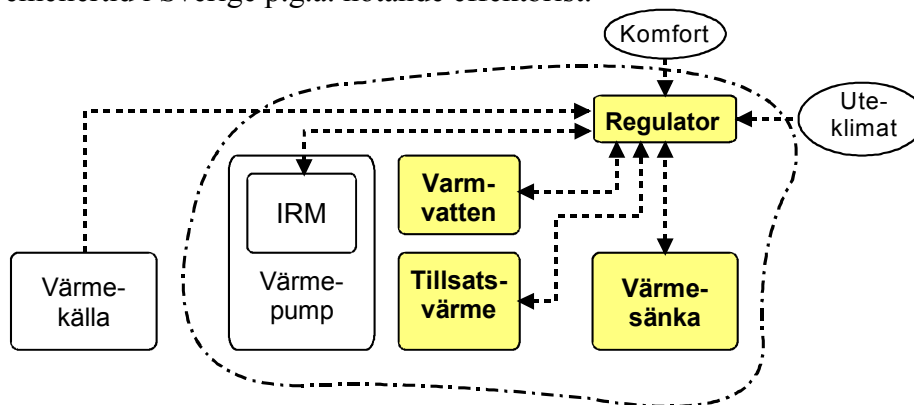 Komfort
Ute-
klimat
Regulator
Varm-
vatten
IRM
Värme-
pump
Tillsats-
värme
Värme-
källa
Värme-
sänka